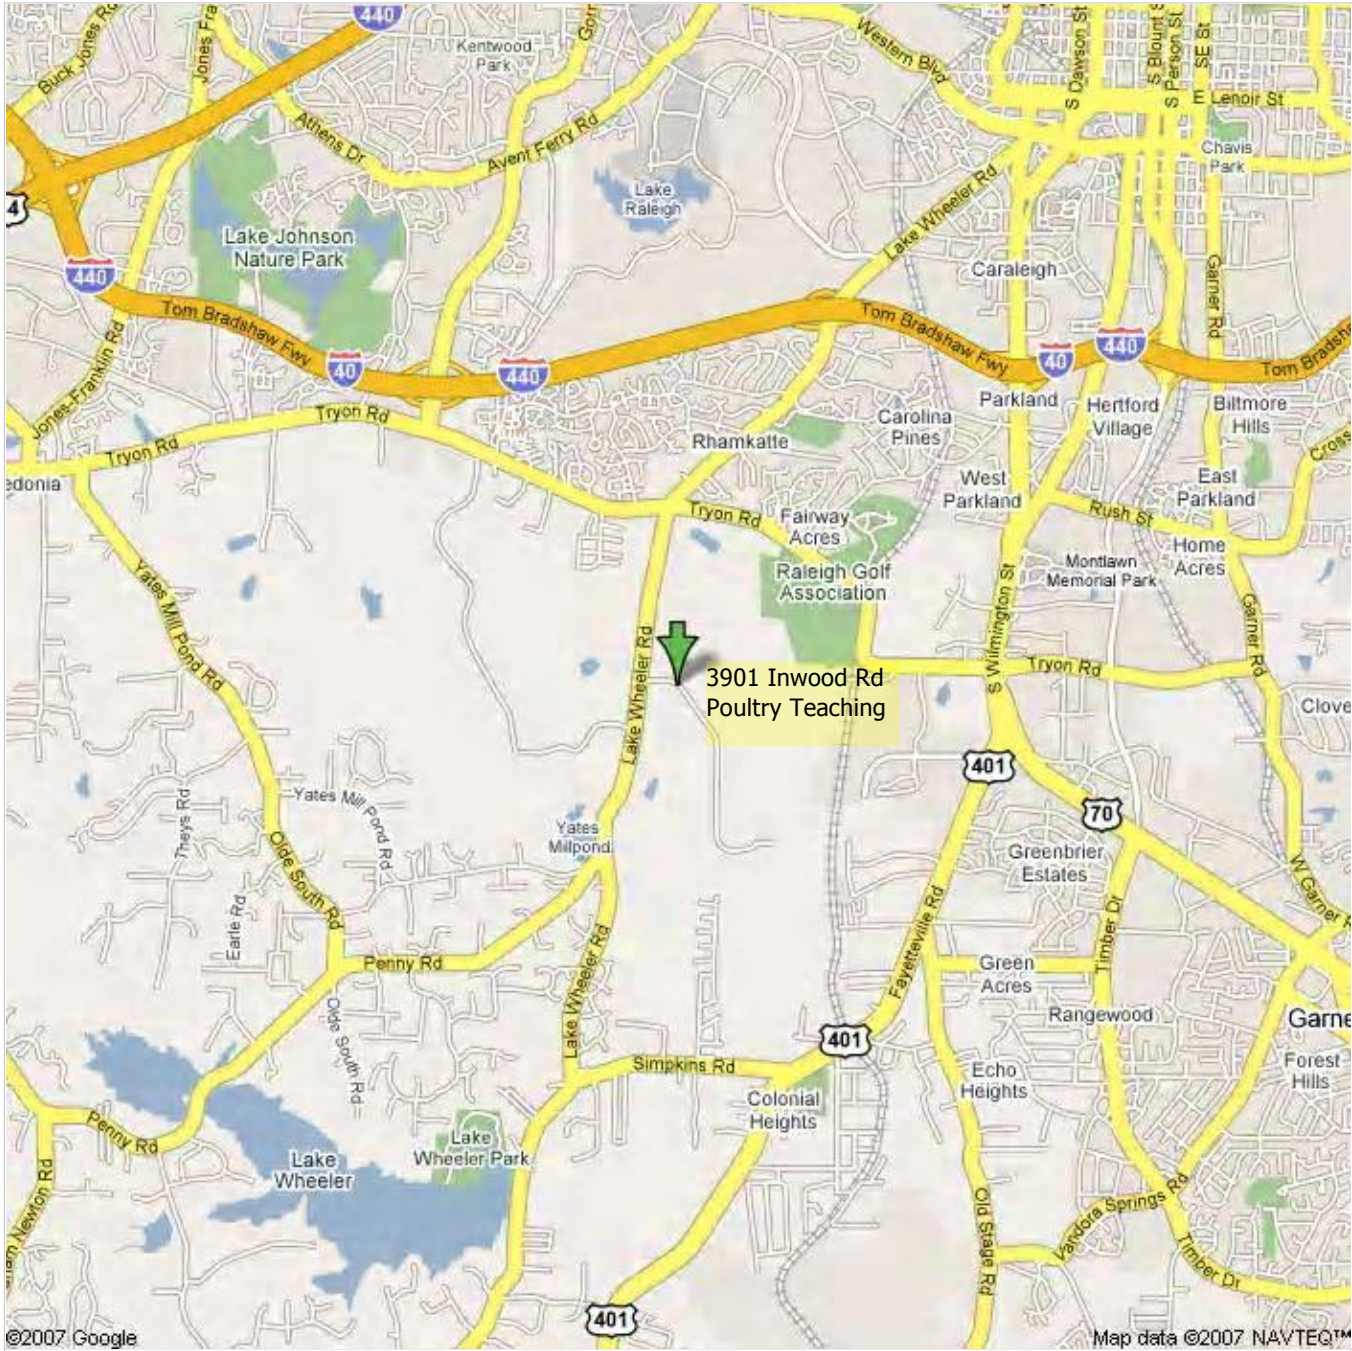 440
Buck Jones Rd
Jones Fra
Kentwood
Park
Gorn
Western Blvd
S Dawson St
S Blount S
S Person St
SE St
E Lenoir St
Athens Dr
Avent Ferry Rd
Chavis
Park
4
Lake
Raleigh
Lake Wheeler Rd
Lake Johnson
Nature Park
440
Caraleigh
Garner Rd
Tom Bradshaw Fwy
40
440
Tom Bradshaw Fwy
40
440
Tom Bradsha
Jones-Franklin Rd
Tryon Rd
Tryon Rd
Rhamkatte
Carolina
Pines
Parkland
Hertford
Village
Biltmore
Hills
Cross
edonia
West
Parkland
East
Parkland
Tryon Rd
Fairway
Acres
Rush St
Home
Acres
Raleigh Golf
Association
Montlawn
Memorial Park
Yates Mill Pond Rd
Lake Wheeler Rd
S Wilmington St
Garner Rd
3901 Inwood Rd
Poultry Teaching
Tryon Rd
Clove
401
70
Theys Rd
Yates Mill Pond Rd
Yates
Millpond
Olde South Rd
Greenbrier
Estates
Earle Rd
W Garner R
Penny Rd
Lake Wheeler Rd
Fayetteville Rd
Green
Acres
Timber Dr
Olde South Rd
Rangewood
Garne
401
Simpkins Rd
Echo
Heights
Forest
Hills
Colonial
Heights
Penny Rd
Lake
Wheeler
Lake
Wheeler Park
ham Newton Rd
Old Stage Rd
Vandora Springs Rd
Timber Dr
401
©2007 Google
Map data ©2007 NAVTEQ™